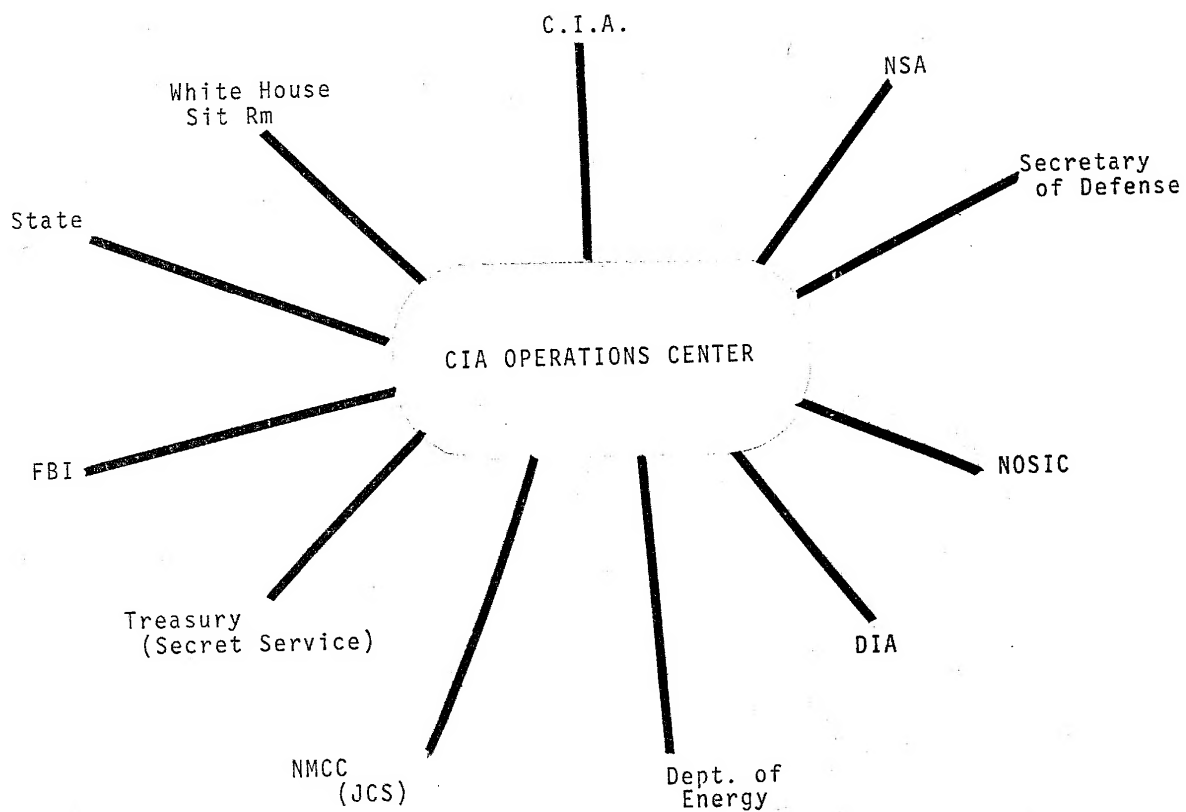 C.I.A.
NSA
White House
Sit Rm
Secretary
of Defense
State
CIA OPERATIONS CENTER
FBI
NOSIC
Treasury
(Secret Service)
DIA
NMCC
(JCS)
Dept. of
Energy